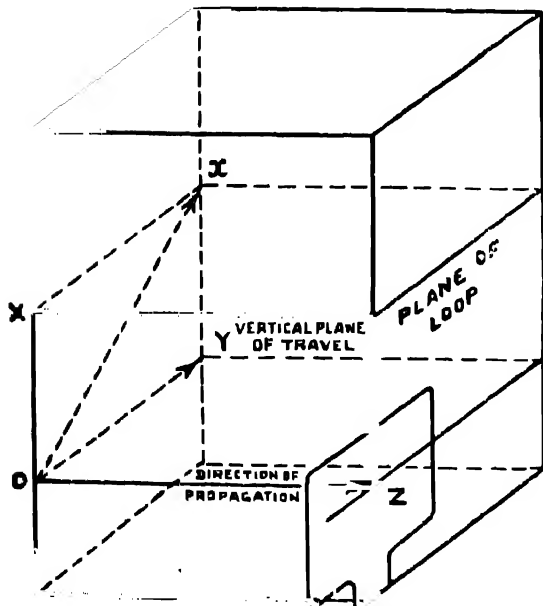 X
X
PLANE OF
LOOP
Y VERTICAL PLANE
OF TRAVEL
O
DIRECTION OF
PROPAGATION
Z